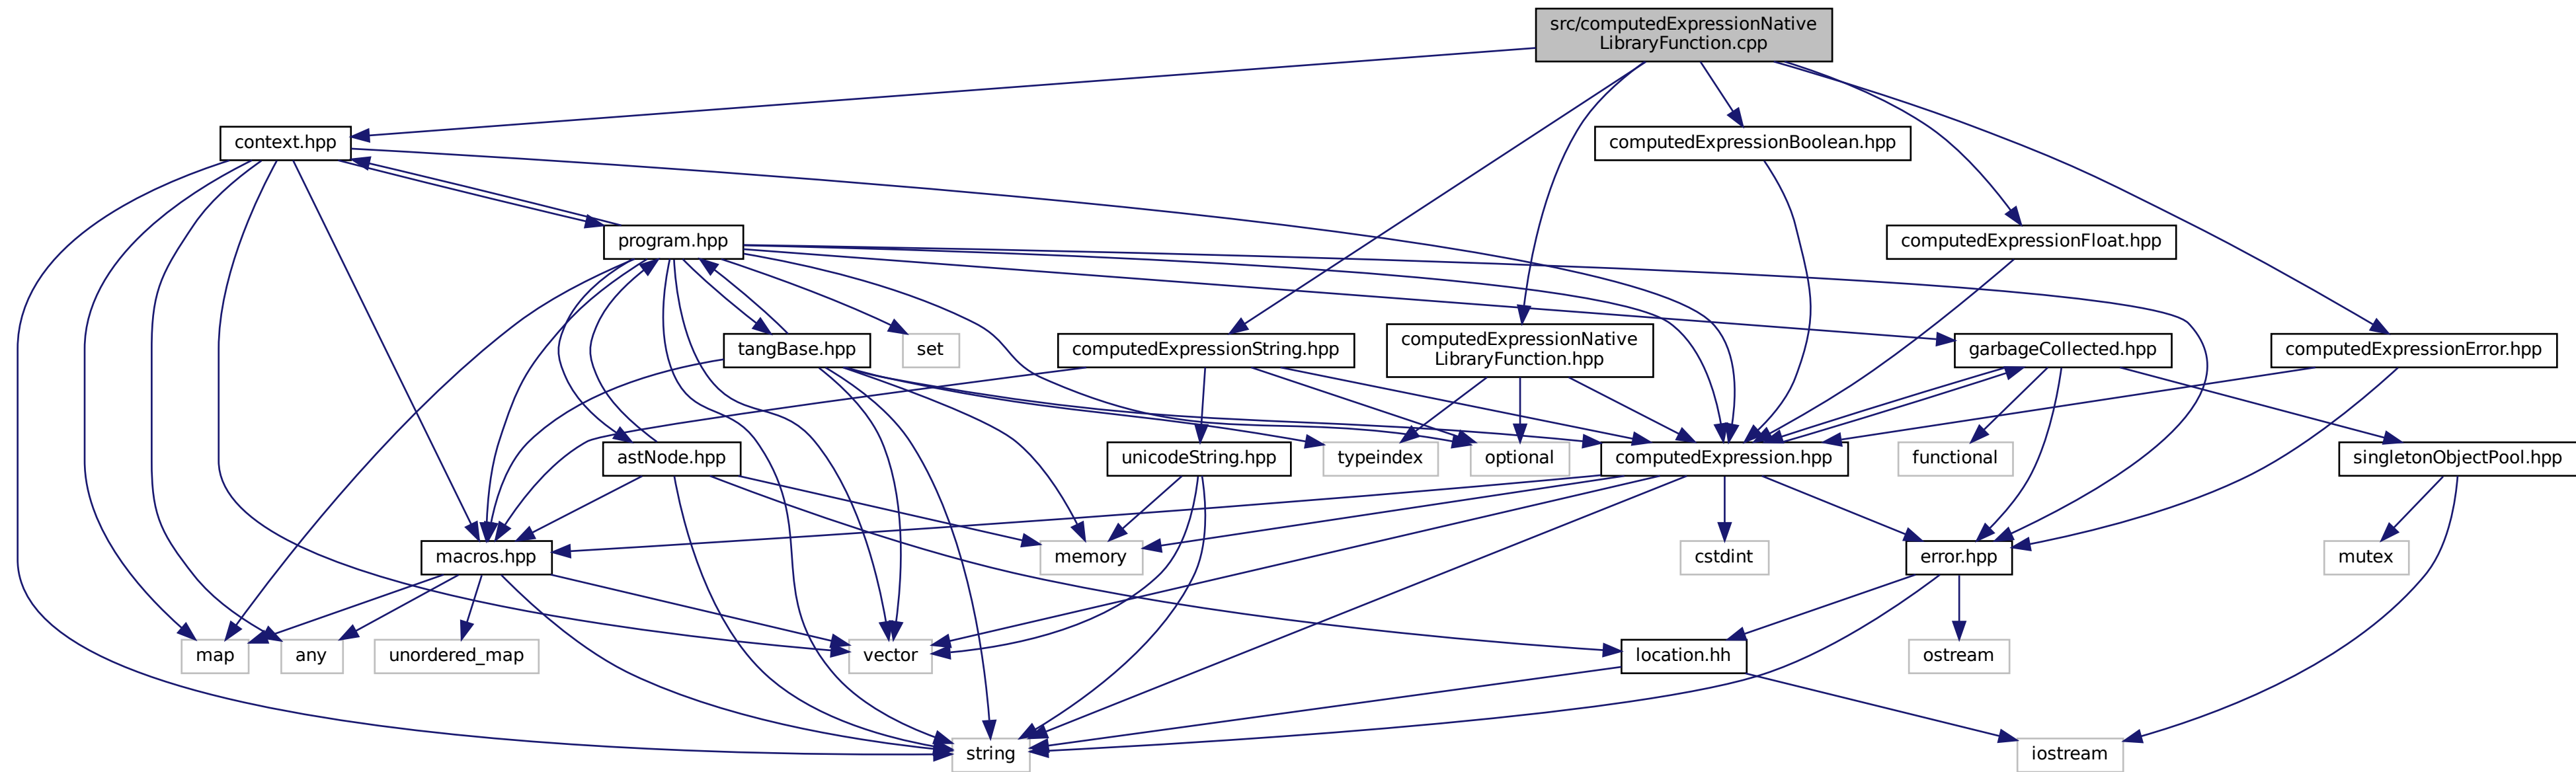 src/computedExpressionNative
LibraryFunction.cpp
context.hpp
computedExpressionBoolean.hpp
program.hpp
computedExpressionFloat.hpp
tangBase.hpp
set
computedExpressionString.hpp
computedExpressionNative
LibraryFunction.hpp
garbageCollected.hpp
computedExpressionError.hpp
astNode.hpp
unicodeString.hpp
typeindex
optional
computedExpression.hpp
functional
singletonObjectPool.hpp
macros.hpp
memory
cstdint
error.hpp
mutex
map
any
unordered_map
vector
location.hh
ostream
string
iostream